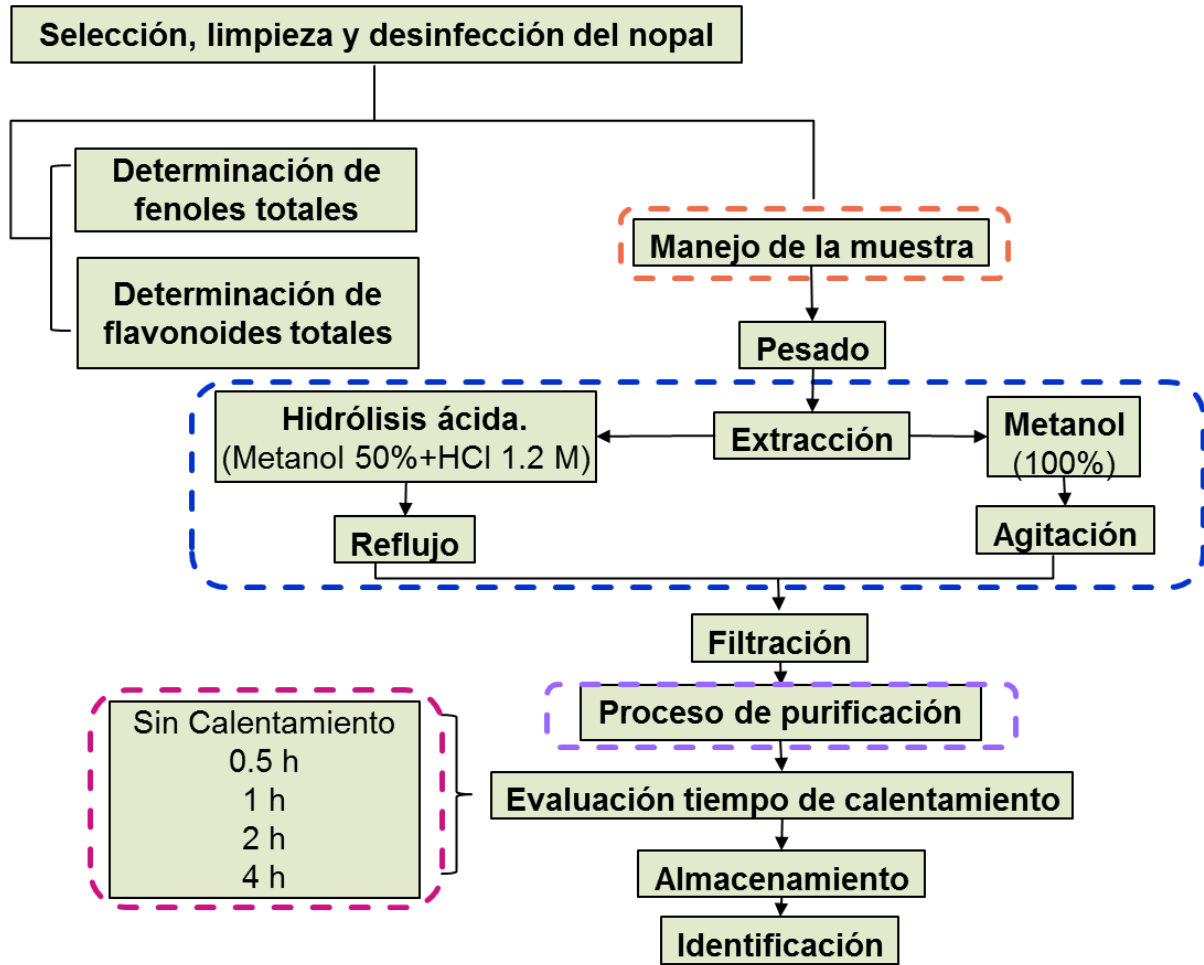 Selección, limpieza y desinfección del nopal
Determinación de
fenoles totales
Determinación de
flavonoides totales
Manejo de la muestra
Pesado
Extracción
Hidrólisis ácida.
(Metanol 50%+HCl 1.2 M)
Reflujo
Metanol
(100%)
Agitación
Filtración
Proceso de purificación
Evaluación tiempo de calentamiento
Sin Calentamiento
0.5 h
1 h
2 h
4 h
Almacenamiento
Identificación